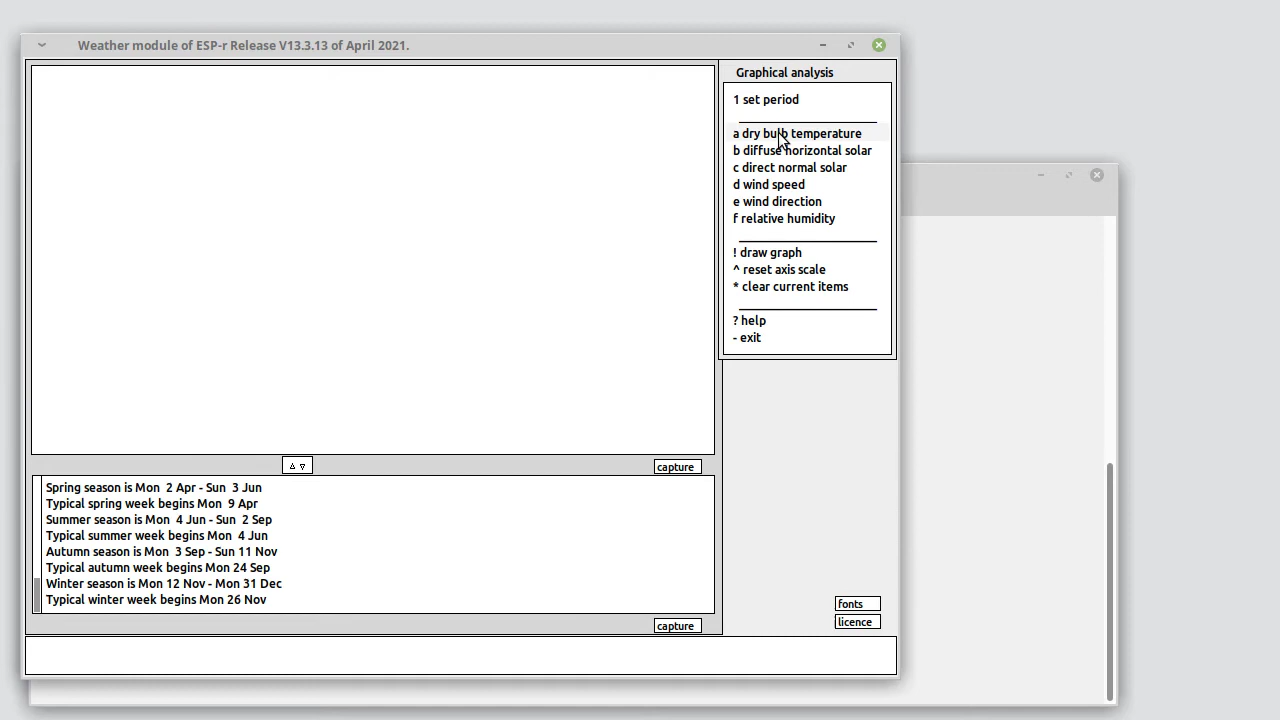 Weather module of ESP-r Release V13.3.13 of April 2021.
Graphical analysis
1 set period
a dry bulb temperature
b diffuse horizontal solar
c direct normal solar
d wind speed
e wind direction
f relative humidity
! draw graph
^ reset axis scale
* clear current items
? help
- exit
capture
Spring season is Mon  2 Apr - Sun  3 Jun
Typical spring week begins Mon  9 Apr
Summer season is Mon  4 Jun - Sun  2 Sep
Typical summer week begins Mon  4 Jun
Autumn season is Mon  3 Sep - Sun 11 Nov
Typical autumn week begins Mon 24 Sep
Winter season is Mon 12 Nov - Mon 31 Dec
Typical winter week begins Mon 26 Nov
fonts
licence
capture